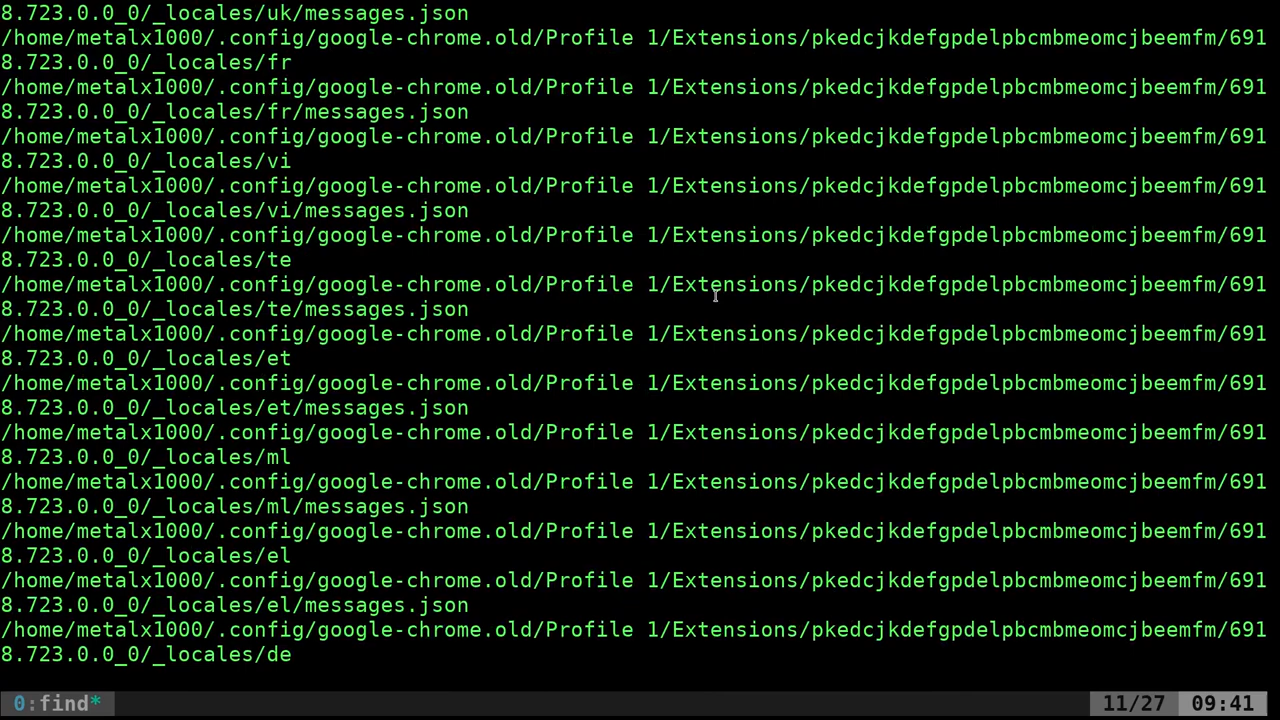 8.723.0.0_0/_locales/uk/messages.json
/home/metalx1000/.config/google-chrome.old/Profile 1/Extensions/pkedcjkdefgpdelpbcmbmeomcjbeemfm/691
8.723.0.0_0/_locales/fr
/home/metalx1000/.config/google-chrome.old/Profile 1/Extensions/pkedcjkdefgpdelpbcmbmeomcjbeemfm/691
8.723.0.0_0/_locales/fr/messages.json
/home/metalx1000/.config/google-chrome.old/Profile 1/Extensions/pkedcjkdefgpdelpbcmbmeomcjbeemfm/691
8.723.0.0_0/_locales/vi
/home/metalx1000/.config/google-chrome.old/Profile 1/Extensions/pkedcjkdefgpdelpbcmbmeomcjbeemfm/691
8.723.0.0_0/_locales/vi/messages.json
/home/metalx1000/.config/google-chrome.old/Profile 1/Extensions/pkedcjkdefgpdelpbcmbmeomcjbeemfm/691
8.723.0.0_0/_locales/te
/home/metalx1000/.config/google-chrome.old/Profile 1/Extensions/pkedcjkdefgpdelpbcmbmeomcjbeemfm/691
8.723.0.0_0/_locales/te/messages.json
/home/metalx1000/.config/google-chrome.old/Profile 1/Extensions/pkedcjkdefgpdelpbcmbmeomcjbeemfm/691
8.723.0.0_0/_locales/et
/home/metalx1000/.config/google-chrome.old/Profile 1/Extensions/pkedcjkdefgpdelpbcmbmeomcjbeemfm/691
8.723.0.0_0/_locales/et/messages.json
/home/metalx1000/.config/google-chrome.old/Profile 1/Extensions/pkedcjkdefgpdelpbcmbmeomcjbeemfm/691
8.723.0.0_0/_locales/ml
/home/metalx1000/.config/google-chrome.old/Profile 1/Extensions/pkedcjkdefgpdelpbcmbmeomcjbeemfm/691
8.723.0.0_0/_locales/ml/messages.json
/home/metalx1000/.config/google-chrome.old/Profile 1/Extensions/pkedcjkdefgpdelpbcmbmeomcjbeemfm/691
8.723.0.0_0/_locales/el
/home/metalx1000/.config/google-chrome.old/Profile 1/Extensions/pkedcjkdefgpdelpbcmbmeomcjbeemfm/691
8.723.0.0_0/_locales/el/messages.json
/home/metalx1000/.config/google-chrome.old/Profile 1/Extensions/pkedcjkdefgpdelpbcmbmeomcjbeemfm/691
8.723.0.0_0/_locales/de
0:find* 11/27 09:41